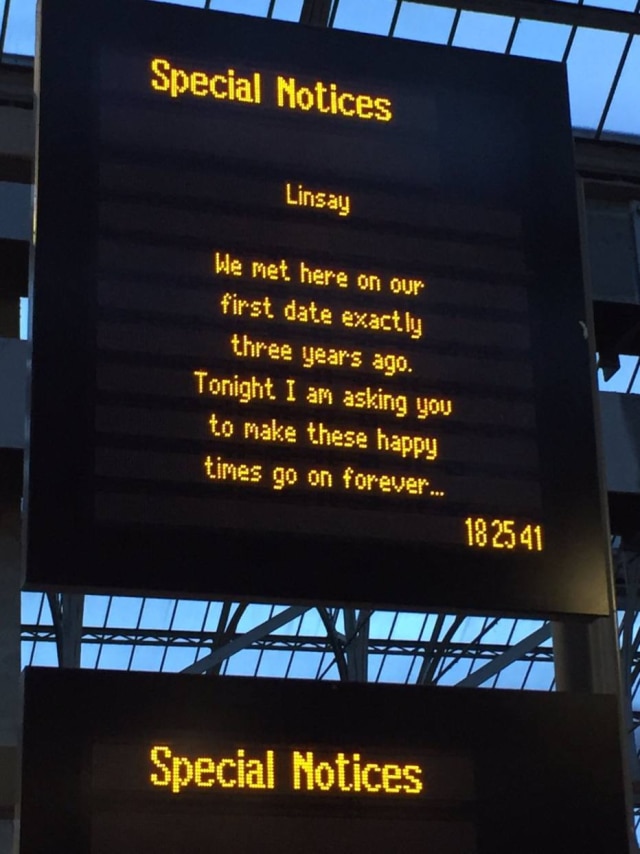 Special Notices
Linsay
We met here on our
first date exactly
three years ago.
Tonight I am asking you
to make these happy
times go on forever...
18 25 41
Special Notices